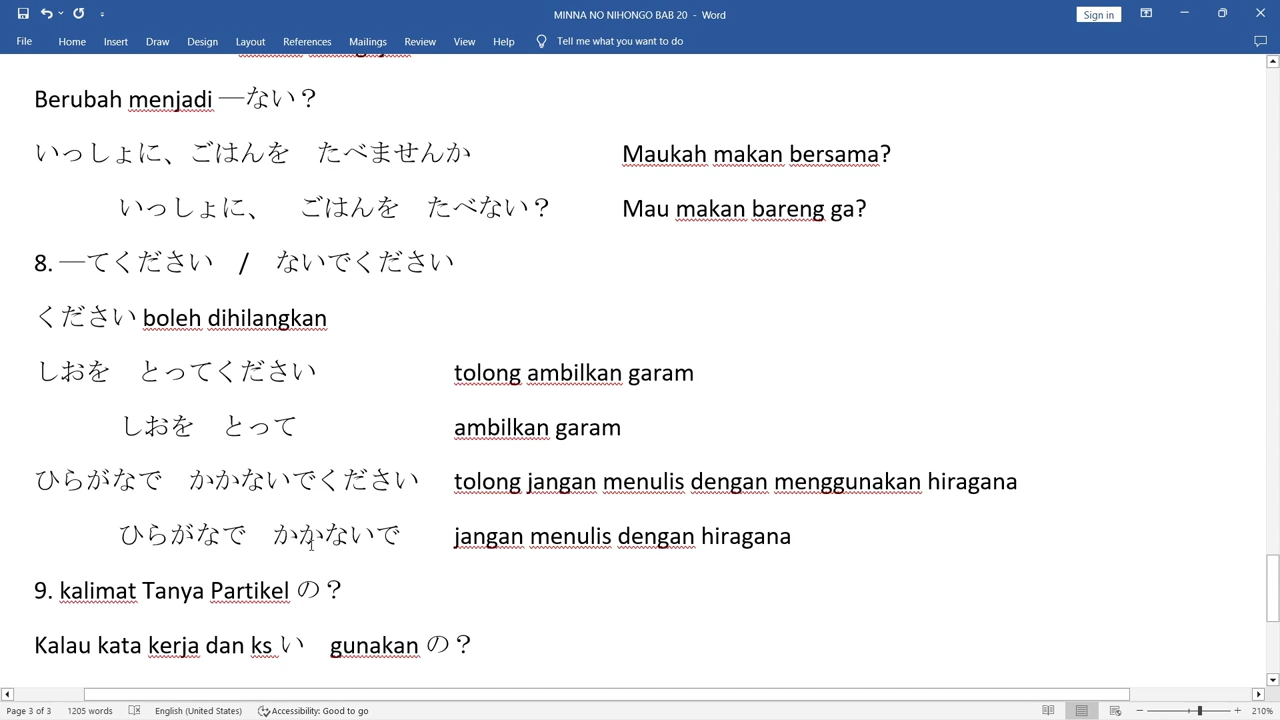 MINNA NO NIHONGO BAB 20 - Word
Sign in
File Home Insert Draw Design Layout References Mailings Review View Help Tell me what you want to do
Berubah menjadi ―ない？
いっしょに、ごはんを　たべませんか Maukah makan bersama?
いっしょに、　ごはんを　たべない？ Mau makan bareng ga?
8. ―てください　/　ないでください
ください boleh dihilangkan
しおを　とってください tolong ambilkan garam
しおを　とって ambilkan garam
ひらがなで　かかないでください tolong jangan menulis dengan menggunakan hiragana
ひらがなで　かかないで jangan menulis dengan hiragana
9. kalimat Tanya Partikel の？
Kalau kata kerja dan ks い　gunakan の？
Page 3 of 3 1205 words English (United States) Accessibility: Good to go 210%